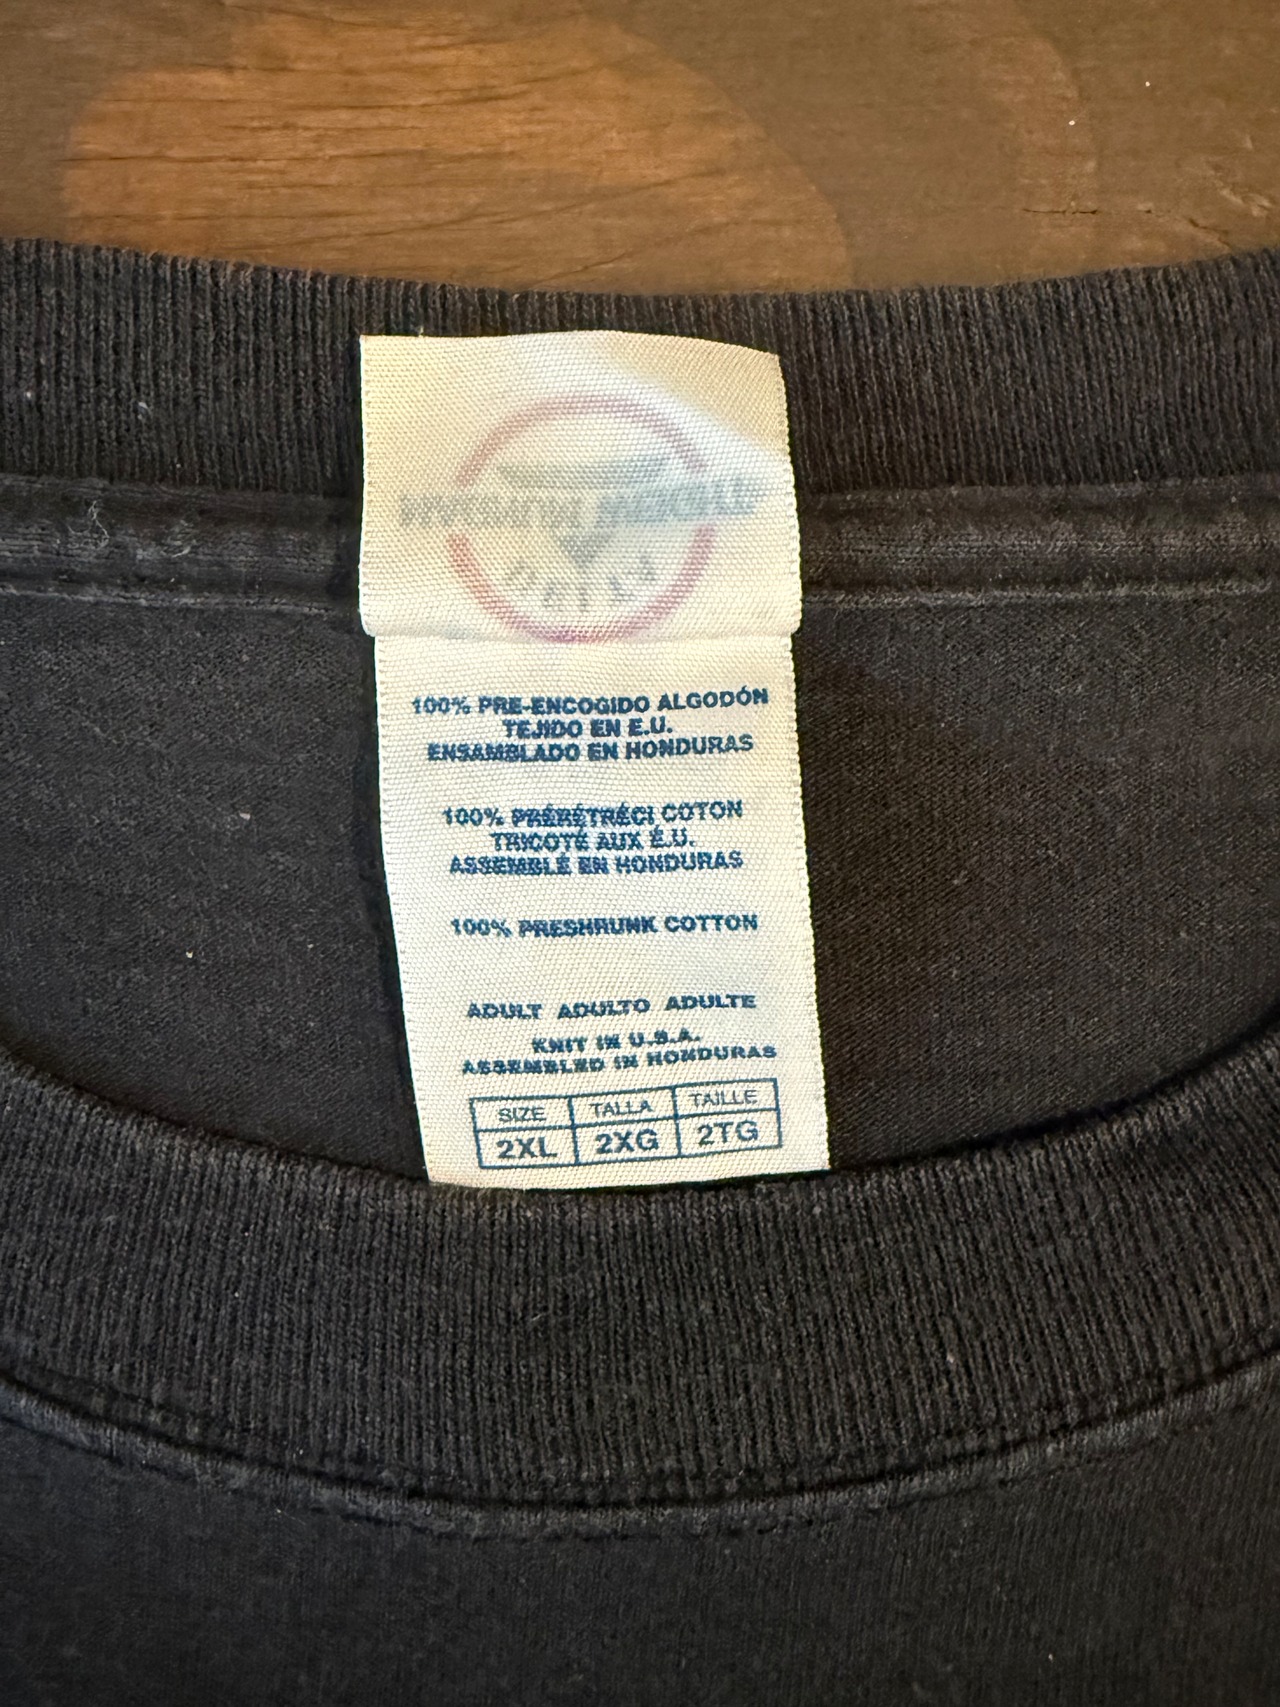 100% PRE-ENCOGIDO ALGODÓN
TEJIDO EN E.U.
ENSAMBLADO EN HONDURAS
100% PRÉRÉTRÉCI COTON
TRICOTÉ AUX É.U.
ASSEMBLÉ EN HONDURAS
100% PRESHRUNK COTTON
ADULT ADULTO ADULTE
KNIT IN U.S.A.
ASSEMBLED IN HONDURAS
SIZE TALLA TAILLE
2XL 2XG 2TG